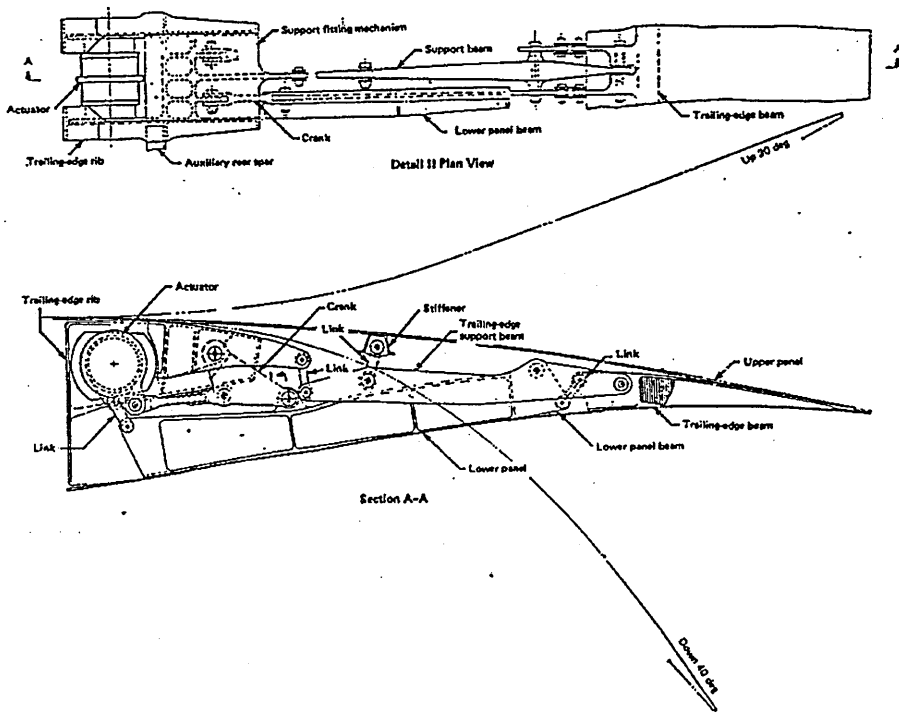 Support fitting mechanism
Support beam
A
A
Actuator
Crank
Lower panel beam
Trailing-edge beam
Trailing-edge rib
Auxiliary rear spar
Detail II Plan View
Up 30 deg
Trailing-edge rib
Actuator
Crank
Link
Stiffener
Trailing-edge
support beam
Link
Upper panel
Link
Link
Trailing-edge beam
Lower panel beam
Lower panel
Section A-A
Down 40 deg